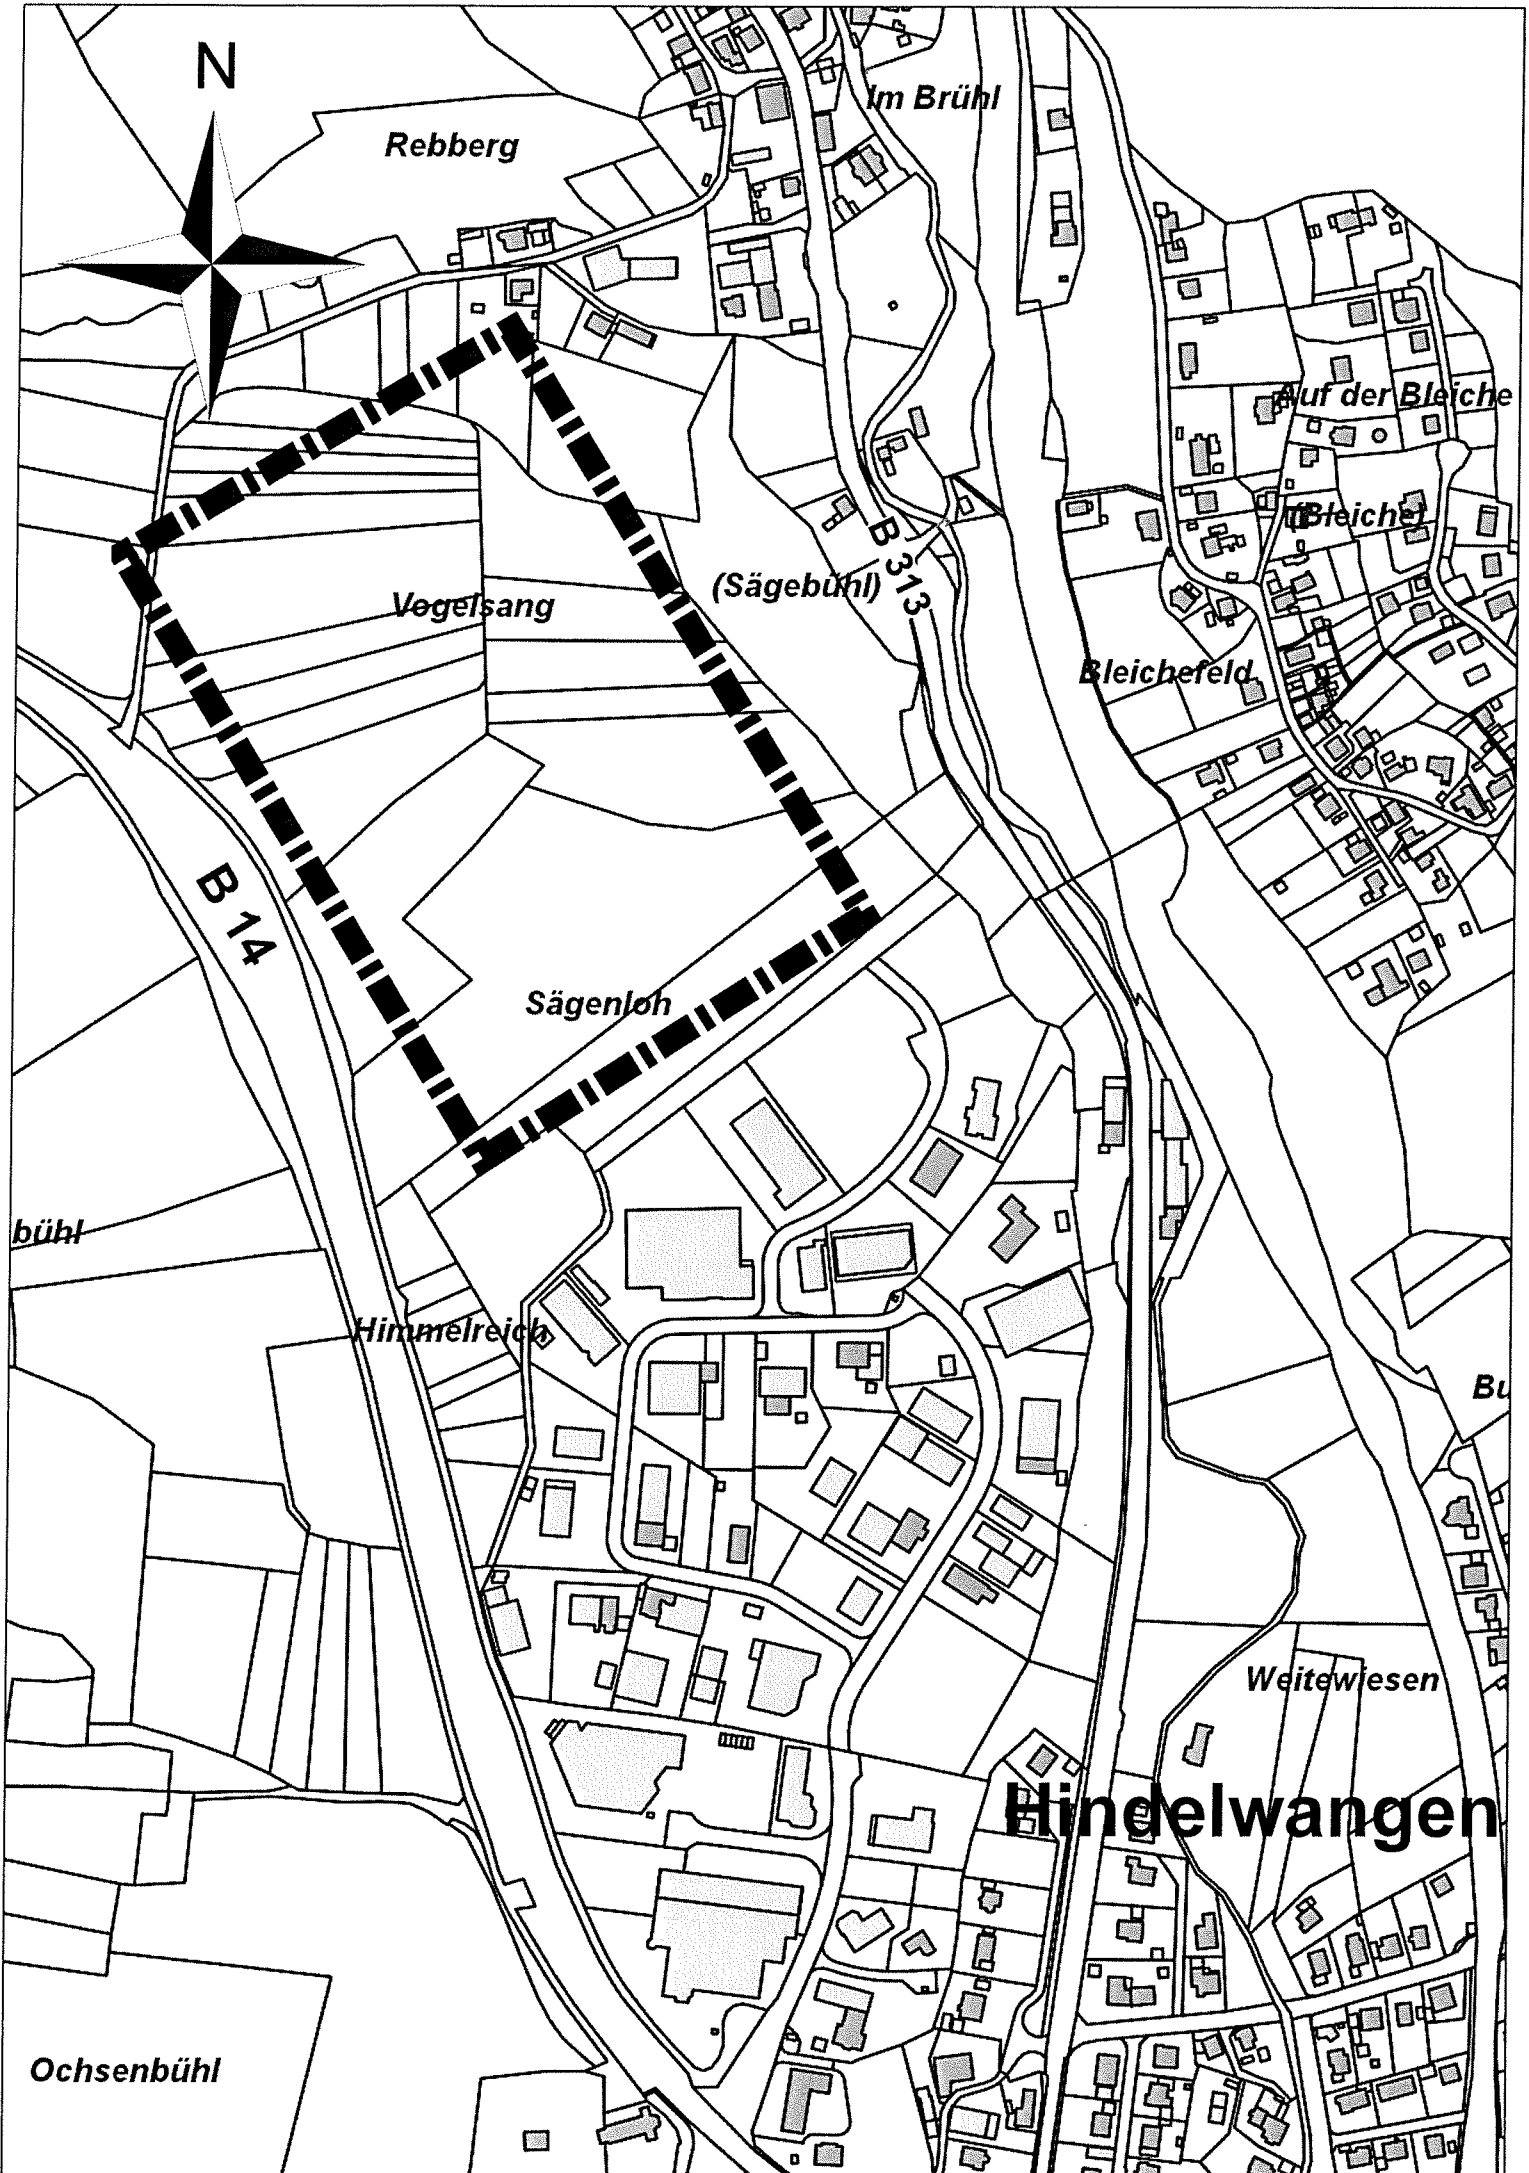 N
Im Brühl
Rebberg
Auf der Bleiche
(Bleiche)
B 313
(Sägebühl)
Vogelsang
Bleichefeld
B 14
Sägenloh
bühl
Himmelreich
Bu
Weitewiesen
Hindelwangen
Ochsenbühl